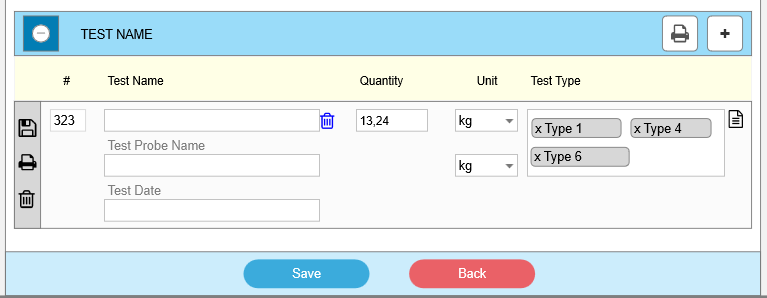 TEST NAME
# Test Name Quantity Unit Test Type
323 13,24 kg x Type 1 x Type 4
Test Probe Name
kg x Type 6
Test Date
Save Back